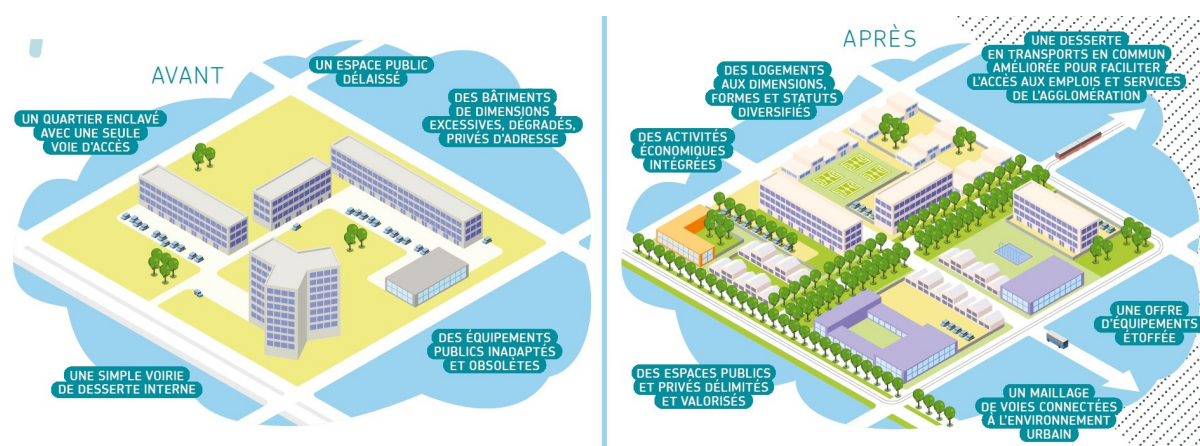 AVANT
UN ESPACE PUBLIC
DÉLAISSÉ
UN QUARTIER ENCLAVÉ
AVEC UNE SEULE
VOIE D'ACCÈS
DES BÂTIMENTS
DE DIMENSIONS
EXCESSIVES, DÉGRADÉS,
PRIVÉS D'ADRESSE
UNE SIMPLE VOIRIE
DE DESSERTE INTERNE
DES ÉQUIPEMENTS
PUBLICS INADAPTÉS
ET OBSOLÈTES
APRÈS
UNE DESSERTE
EN TRANSPORTS EN COMMUN
AMÉLIORÉE POUR FACILITER
L'ACCÈS AUX EMPLOIS ET SERVICES
DE L'AGGLOMÉRATION
DES LOGEMENTS
AUX DIMENSIONS,
FORMES ET STATUTS
DIVERSIFIÉS
DES ACTIVITÉS
ÉCONOMIQUES
INTÉGRÉES
UNE OFFRE
D'ÉQUIPEMENTS
ÉTOFFÉE
DES ESPACES PUBLICS
ET PRIVÉS DÉLIMITÉS
ET VALORISÉS
UN MAILLAGE
DE VOIES CONNECTÉES
À L'ENVIRONNEMENT
URBAIN